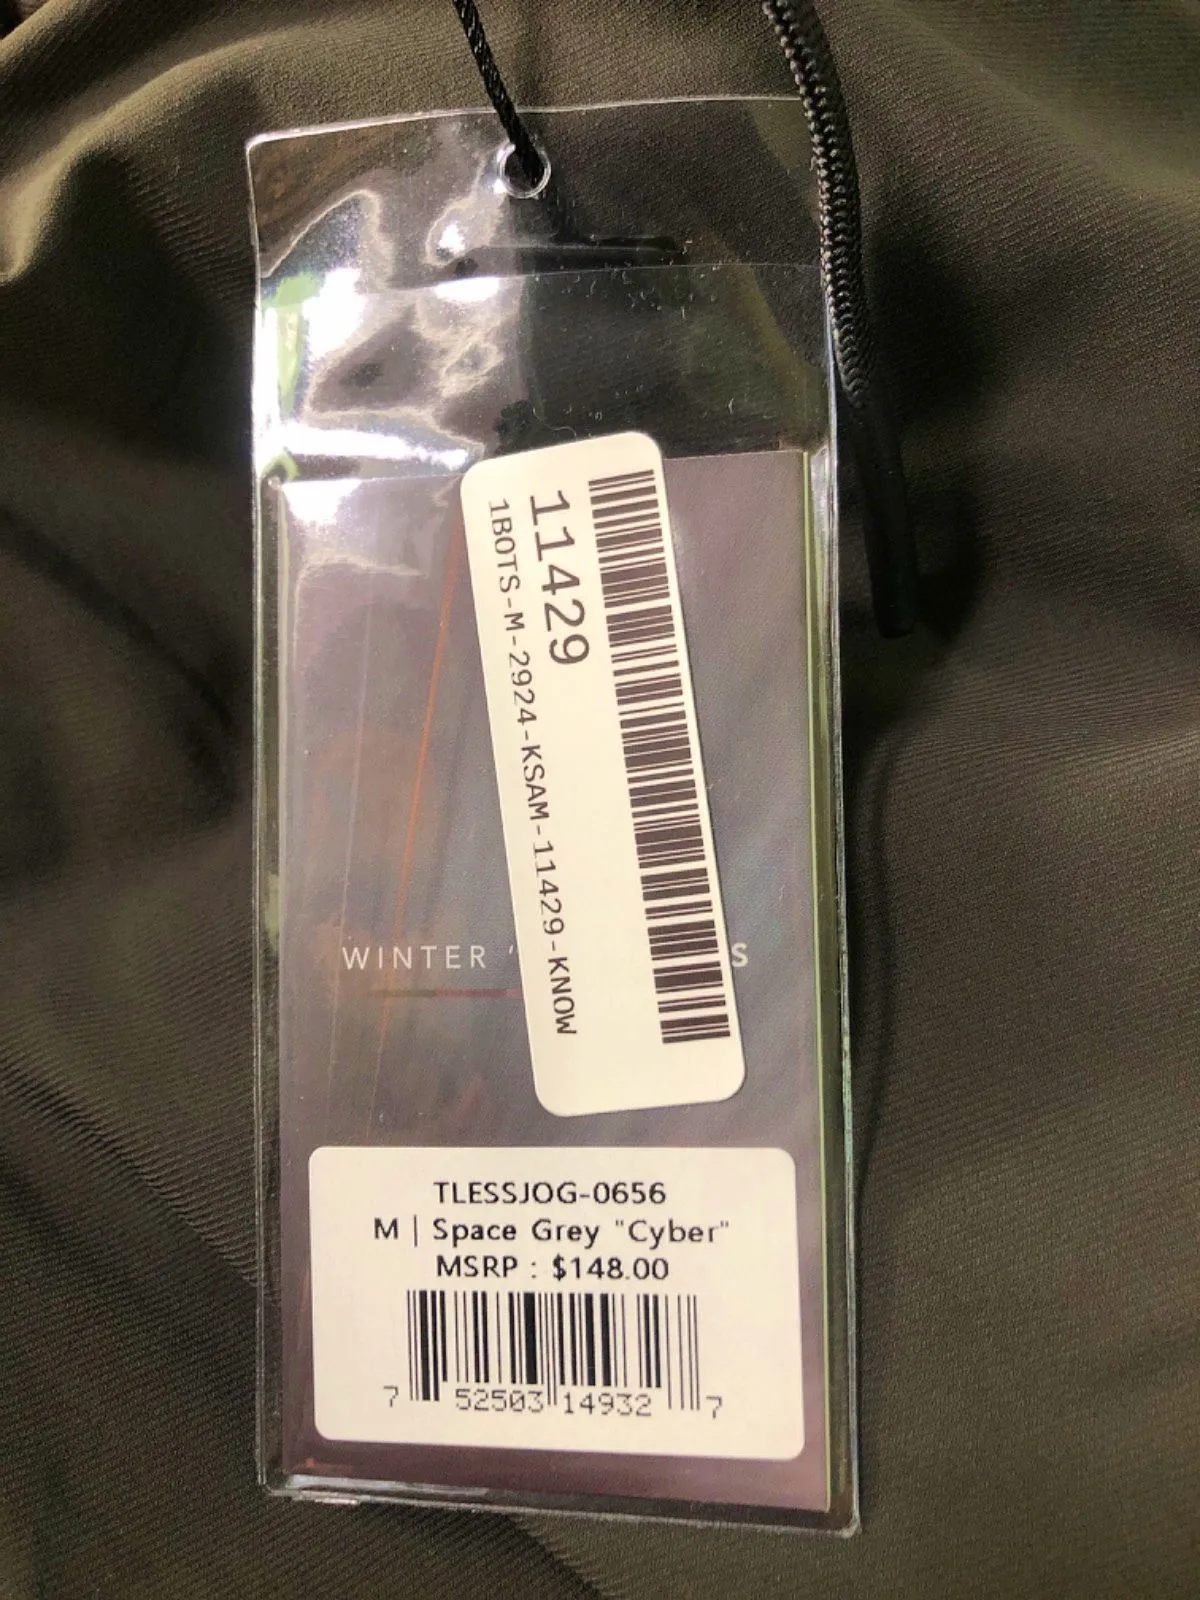 11429
1BOTS-M-2924-KSAM-11429-KNOW
WINTER '
S
TLESSJOG-0656
M | Space Grey "Cyber"
MSRP : $148.00
7 52503 14932 7